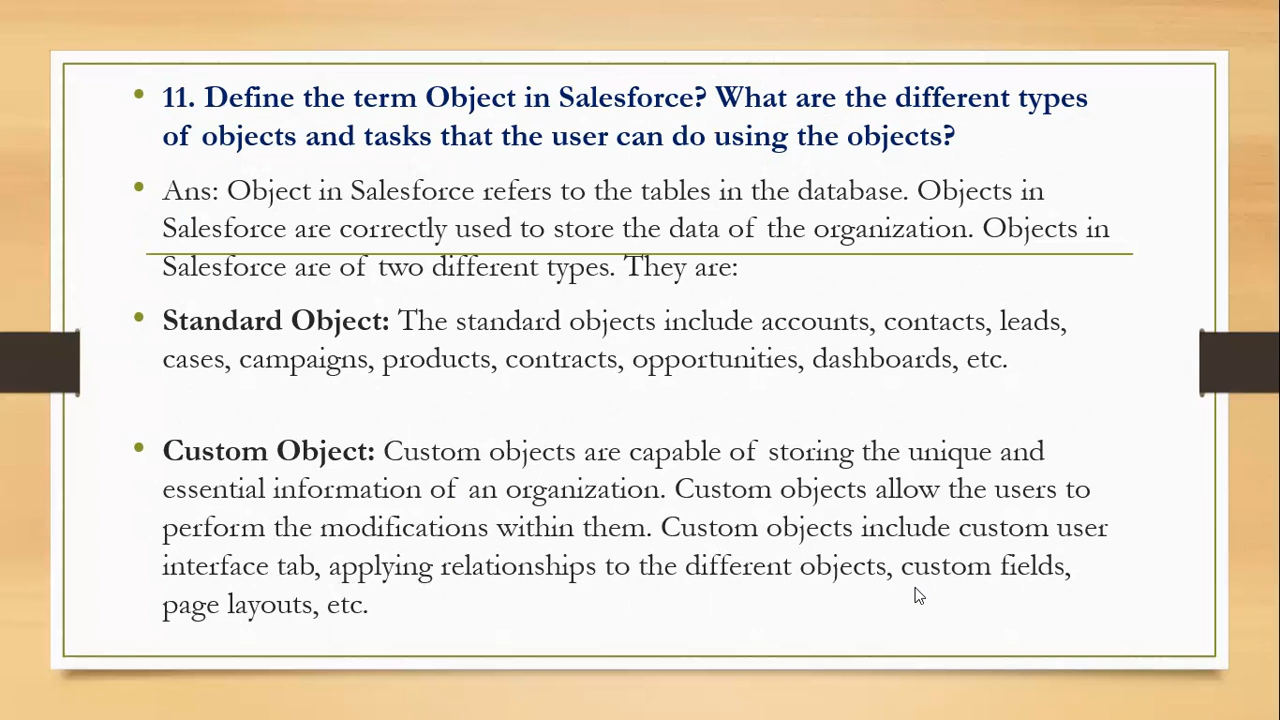 11. Define the term Object in Salesforce? What are the different types
of objects and tasks that the user can do using the objects?
Ans: Object in Salesforce refers to the tables in the database. Objects in
Salesforce are correctly used to store the data of the organization. Objects in
Salesforce are of two different types. They are:
Standard Object: The standard objects include accounts, contacts, leads,
cases, campaigns, products, contracts, opportunities, dashboards, etc.
Custom Object: Custom objects are capable of storing the unique and
essential information of an organization. Custom objects allow the users to
perform the modifications within them. Custom objects include custom user
interface tab, applying relationships to the different objects, custom fields,
page layouts, etc.